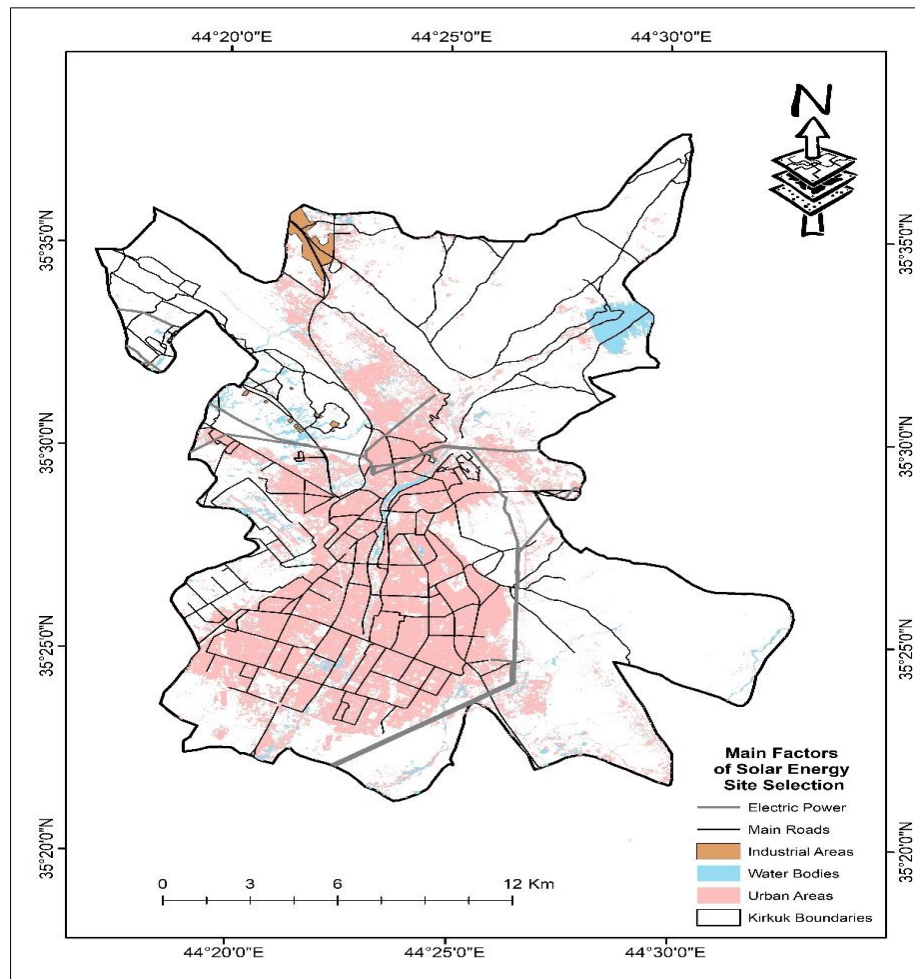 44°20'0"E 44°25'0"E 44°30'0"E
N
35°35'0"N 35°35'0"N
35°30'0"N 35°30'0"N
35°25'0"N 35°25'0"N
35°20'0"N 35°20'0"N
Main Factors
of Solar Energy
Site Selection
Electric Power
Main Roads
Industrial Areas
Water Bodies
Urban Areas
Kirkuk Boundaries
0 3 6 12 Km
44°20'0"E 44°25'0"E 44°30'0"E